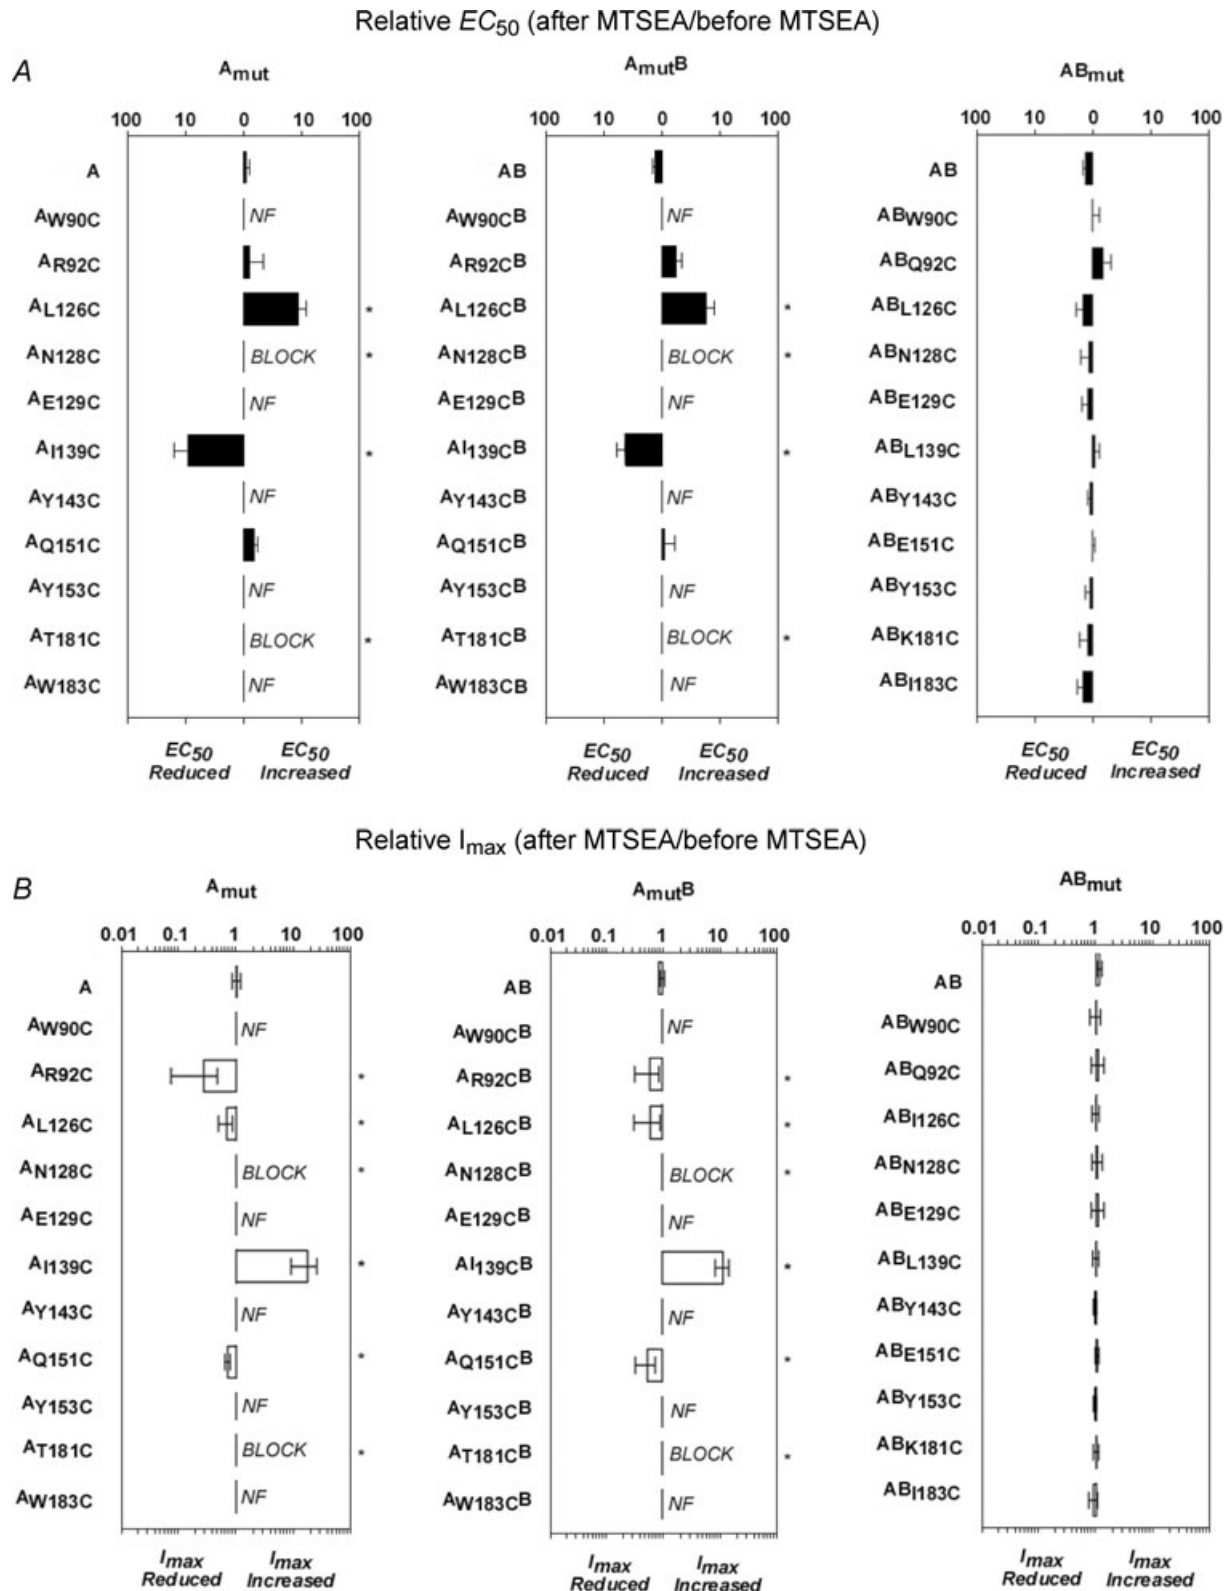 Relative EC50 (after MTSEA/before MTSEA)
A
Amut
AmutB
ABmut
100 10 0 10 100
100 10 0 10 100
100 10 0 10 100
A
AB
AB
AW90C NF
AW90CB NF
ABW90C
AR92C
AR92CB
ABQ92C
AL126C *
AL126CB *
ABL126C
AN128C BLOCK *
AN128CB BLOCK *
ABN128C
AE129C NF
AE129CB NF
ABE129C
AI139C *
AI139CB *
ABL139C
AY143C NF
AY143CB NF
ABY143C
AQ151C
AQ151CB
ABE151C
AY153C NF
AY153CB NF
ABY153C
AT181C BLOCK *
AT181CB BLOCK *
ABK181C
AW183C NF
AW183CB NF
ABI183C
EC50 Reduced EC50 Increased
EC50 Reduced EC50 Increased
EC50 Reduced EC50 Increased
Relative Imax (after MTSEA/before MTSEA)
B
Amut
AmutB
ABmut
0.01 0.1 1 10 100
0.01 0.1 1 10 100
0.01 0.1 1 10 100
A
AB
AB
AW90C NF
AW90CB NF
ABW90C
AR92C *
AR92CB *
ABQ92C
AL126C *
AL126CB *
ABI126C
AN128C BLOCK *
AN128CB BLOCK *
ABN128C
AE129C NF
AE129CB NF
ABE129C
AI139C *
AI139CB *
ABL139C
AY143C NF
AY143CB NF
ABY143C
AQ151C *
AQ151CB *
ABE151C
AY153C NF
AY153CB NF
ABY153C
AT181C BLOCK *
AT181CB BLOCK *
ABK181C
AW183C NF
AW183CB NF
ABI183C
Imax Reduced Imax Increased
Imax Reduced Imax Increased
Imax Reduced Imax Increased